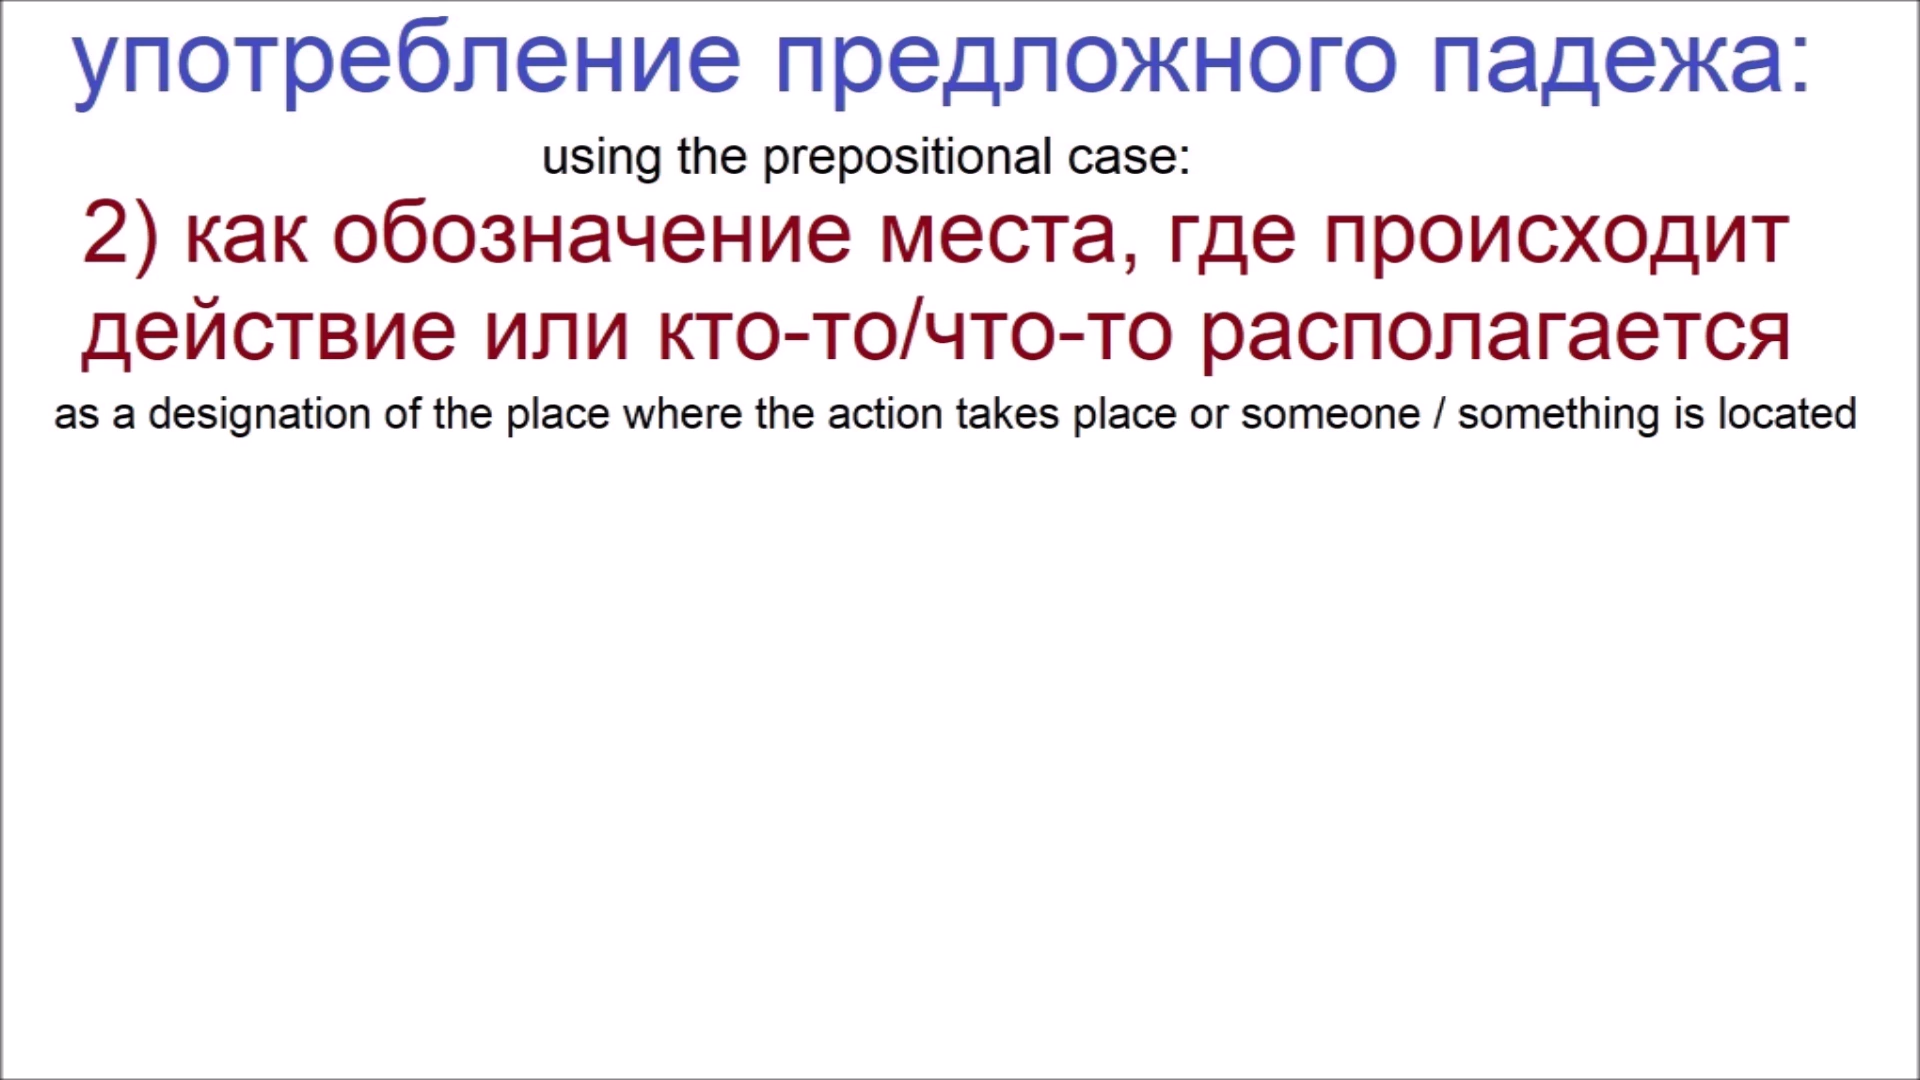 употребление предложного падежа:
using the prepositional case:
2) как обозначение места, где происходит
действие или кто-то/что-то располагается
as a designation of the place where the action takes place or someone / something is located